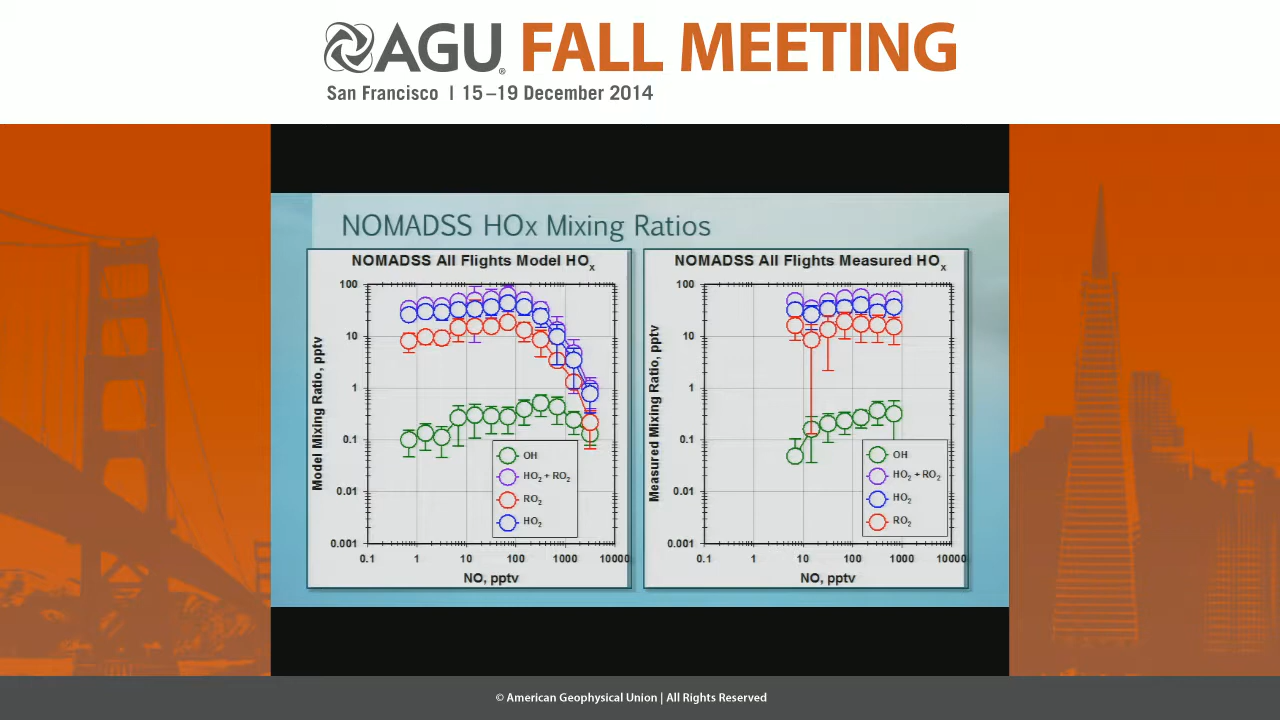 AGU® FALL MEETING
San Francisco | 15–19 December 2014
NOMADSS HOx Mixing Ratios
NOMADSS All Flights Model HOx
Model Mixing Ratio, pptv
100
10
1
0.1
0.01
0.001
OH
HO2 + RO2
RO2
HO2
0.1 1 10 100 1000 10000
NO, pptv
NOMADSS All Flights Measured HOx
Measured Mixing Ratio, pptv
100
10
1
0.1
0.01
0.001
OH
HO2 + RO2
HO2
RO2
0.1 1 10 100 1000 10000
NO, pptv
© American Geophysical Union | All Rights Reserved